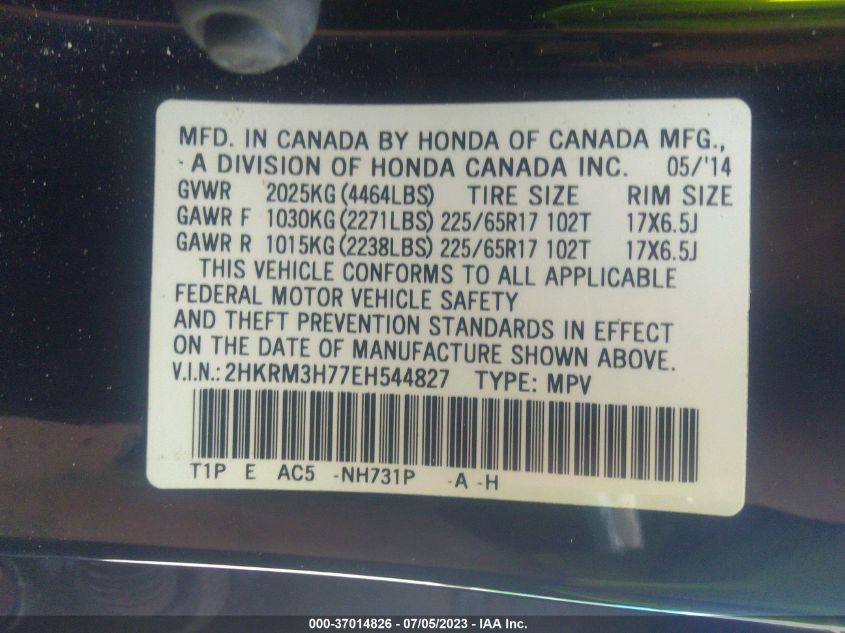 MFD. IN CANADA BY HONDA OF CANADA MFG.,
A DIVISION OF HONDA CANADA INC. 05/'14
GVWR 2025KG (4464LBS) TIRE SIZE RIM SIZE
GAWR F 1030KG (2271LBS) 225/65R17 102T 17X6.5J
GAWR R 1015KG (2238LBS) 225/65R17 102T 17X6.5J
THIS VEHICLE CONFORMS TO ALL APPLICABLE
FEDERAL MOTOR VEHICLE SAFETY
AND THEFT PREVENTION STANDARDS IN EFFECT
ON THE DATE OF MANUFACTURE SHOWN ABOVE.
V.I.N.: 2HKRM3H77EH544827 TYPE: MPV
T1P E AC5 -NH731P -A -H
000-37014826 - 07/05/2023 - IAA Inc.